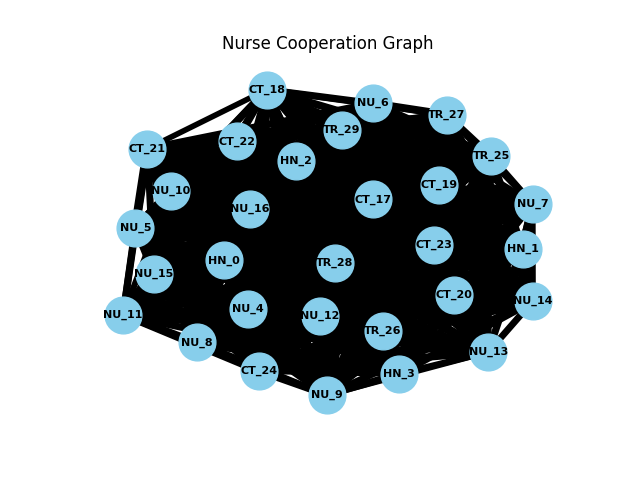 Nurse Cooperation Graph
CT_18
NU_6
TR_27
TR_29
CT_22
CT_21
TR_25
HN_2
CT_19
NU_10
CT_17
NU_7
NU_16
NU_5
CT_23
HN_1
HN_0
TR_28
NU_15
CT_20
NU_14
NU_4
NU_11
NU_12
TR_26
NU_8
NU_13
CT_24
HN_3
NU_9